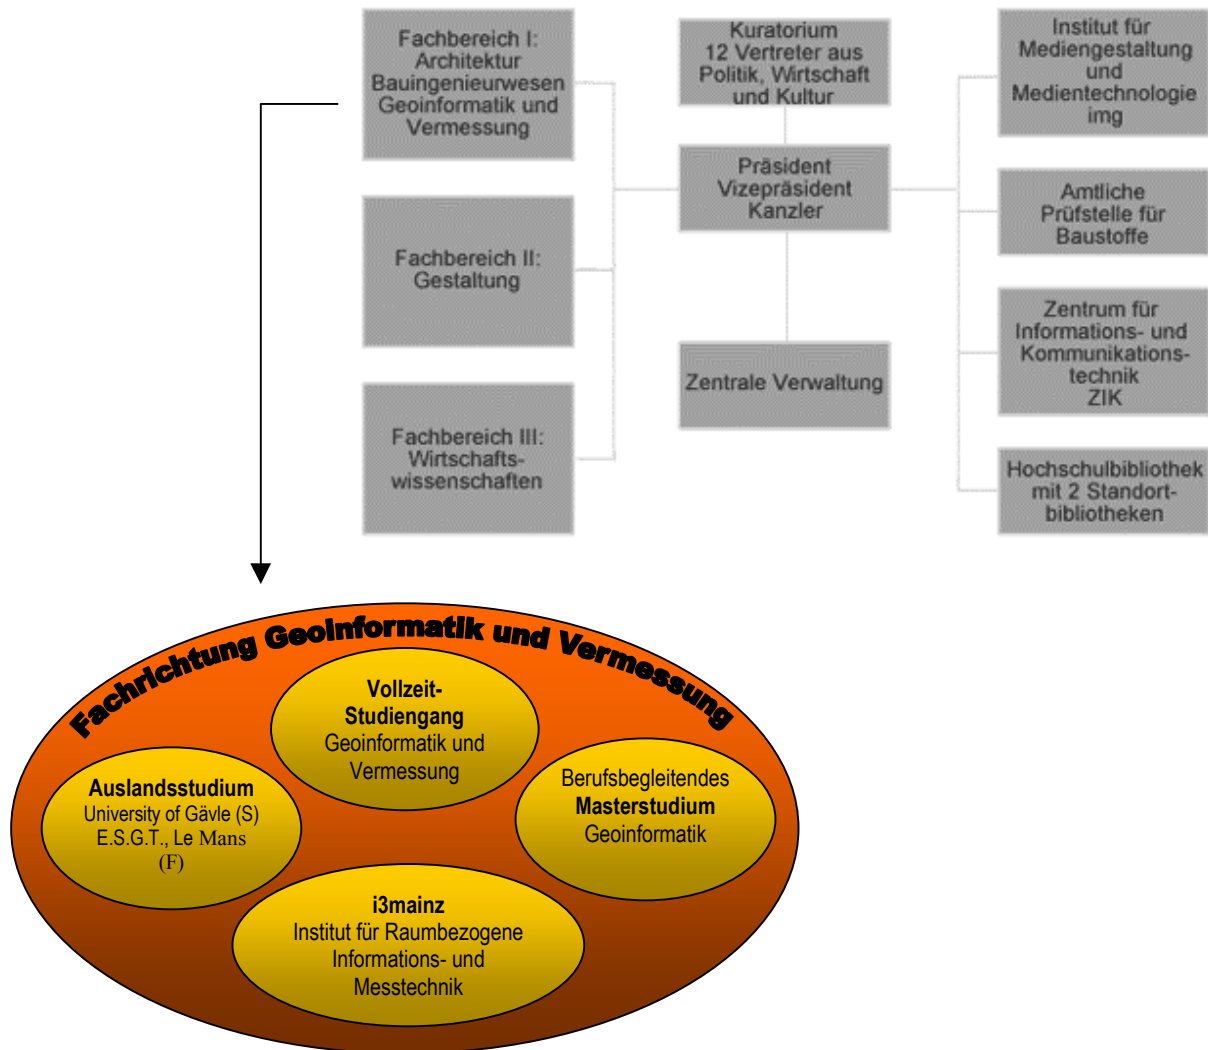 Fachbereich I:
Architektur
Bauingenieurwesen
Geoinformatik und
Vermessung
Fachbereich II:
Gestaltung
Fachbereich III:
Wirtschafts-
wissenschaften
Kuratorium
12 Vertreter aus
Politik, Wirtschaft
und Kultur
Präsident
Vizepräsident
Kanzler
Zentrale Verwaltung
Institut für
Mediengestaltung
und
Medientechnologie
img
Amtliche
Prüfstelle für
Baustoffe
Zentrum für
Informations- und
Kommunikations-
technik
ZIK
Hochschulbibliothek
mit 2 Standort-
bibliotheken
Fachrichtung Geoinformatik und Vermessung
Vollzeit-
Studiengang
Geoinformatik und
Vermessung
Auslandsstudium
University of Gävle (S)
E.S.G.T., Le Mans
(F)
Berufsbegleitendes
Masterstudium
Geoinformatik
i3mainz
Institut für Raumbezogene
Informations- und
Messtechnik